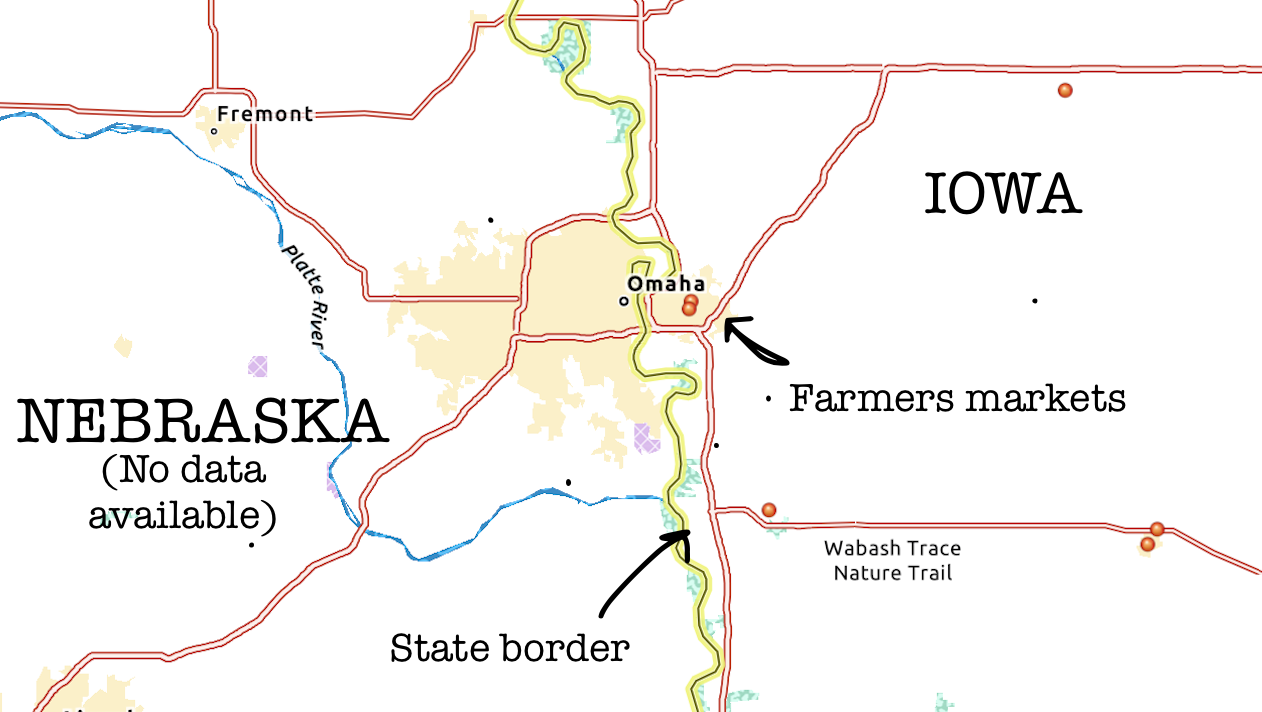 Fremont
IOWA
Platte River
Omaha
Farmers markets
NEBRASKA
(No data
available)
Wabash Trace
Nature Trail
State border